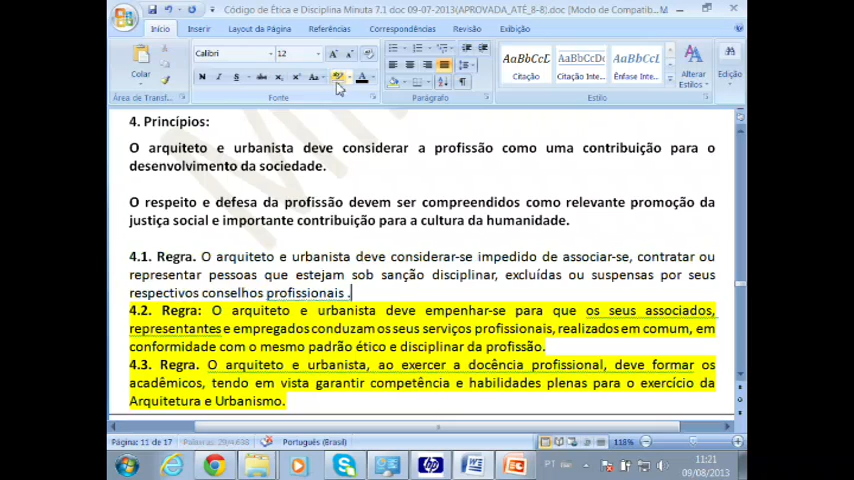 Código de Ética e Disciplina Minuta 7.1 doc 09-07-2013(APROVADA_ATÉ_8-8).doc [Modo de Compatib...
Início Inserir Layout da Página Referências Correspondências Revisão Exibição
Calibri 12
Colar
AaBbCcD AaBbCcDc AaBbCcDc
Citação Citação Inte... Ênfase Inte...
Alterar Estilos
Edição
Área de Transf... Fonte Parágrafo Estilo
4. Princípios:
O arquiteto e urbanista deve considerar a profissão como uma contribuição para o
desenvolvimento da sociedade.
O respeito e defesa da profissão devem ser compreendidos como relevante promoção da
justiça social e importante contribuição para a cultura da humanidade.
4.1. Regra. O arquiteto e urbanista deve considerar-se impedido de associar-se, contratar ou
representar pessoas que estejam sob sanção disciplinar, excluídas ou suspensas por seus
respectivos conselhos profissionais .
4.2. Regra: O arquiteto e urbanista deve empenhar-se para que os seus associados,
representantes e empregados conduzam os seus serviços profissionais, realizados em comum, em
conformidade com o mesmo padrão ético e disciplinar da profissão.
4.3. Regra. O arquiteto e urbanista, ao exercer a docência profissional, deve formar os
acadêmicos, tendo em vista garantir competência e habilidades plenas para o exercício da
Arquitetura e Urbanismo.
Página: 11 de 17 Palavras: 29/4.638 Português (Brasil) 118%
PT 11:21
09/08/2013